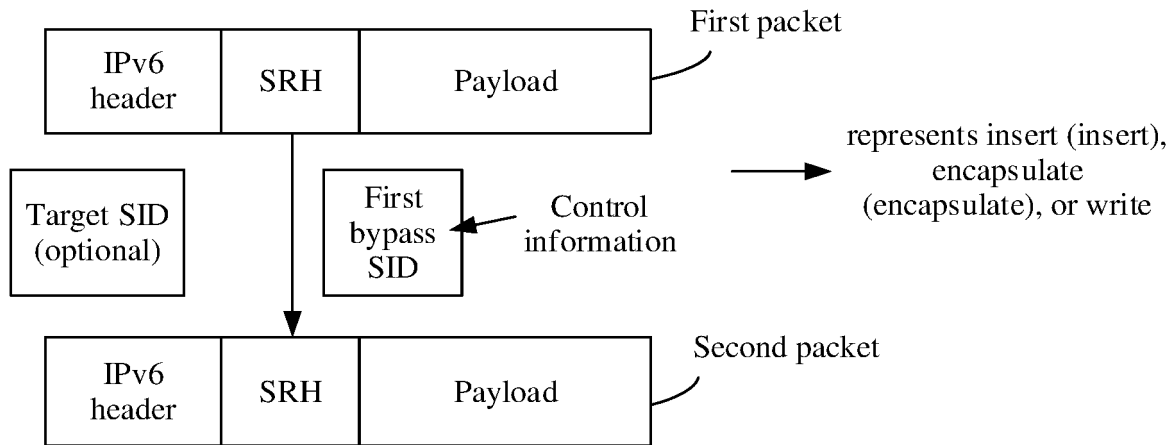 First packet
IPv6
header
SRH
Payload
represents insert (insert),
encapsulate
(encapsulate), or write
Target SID
(optional)
First
bypass
SID
Control
information
Second packet
IPv6
header
SRH
Payload